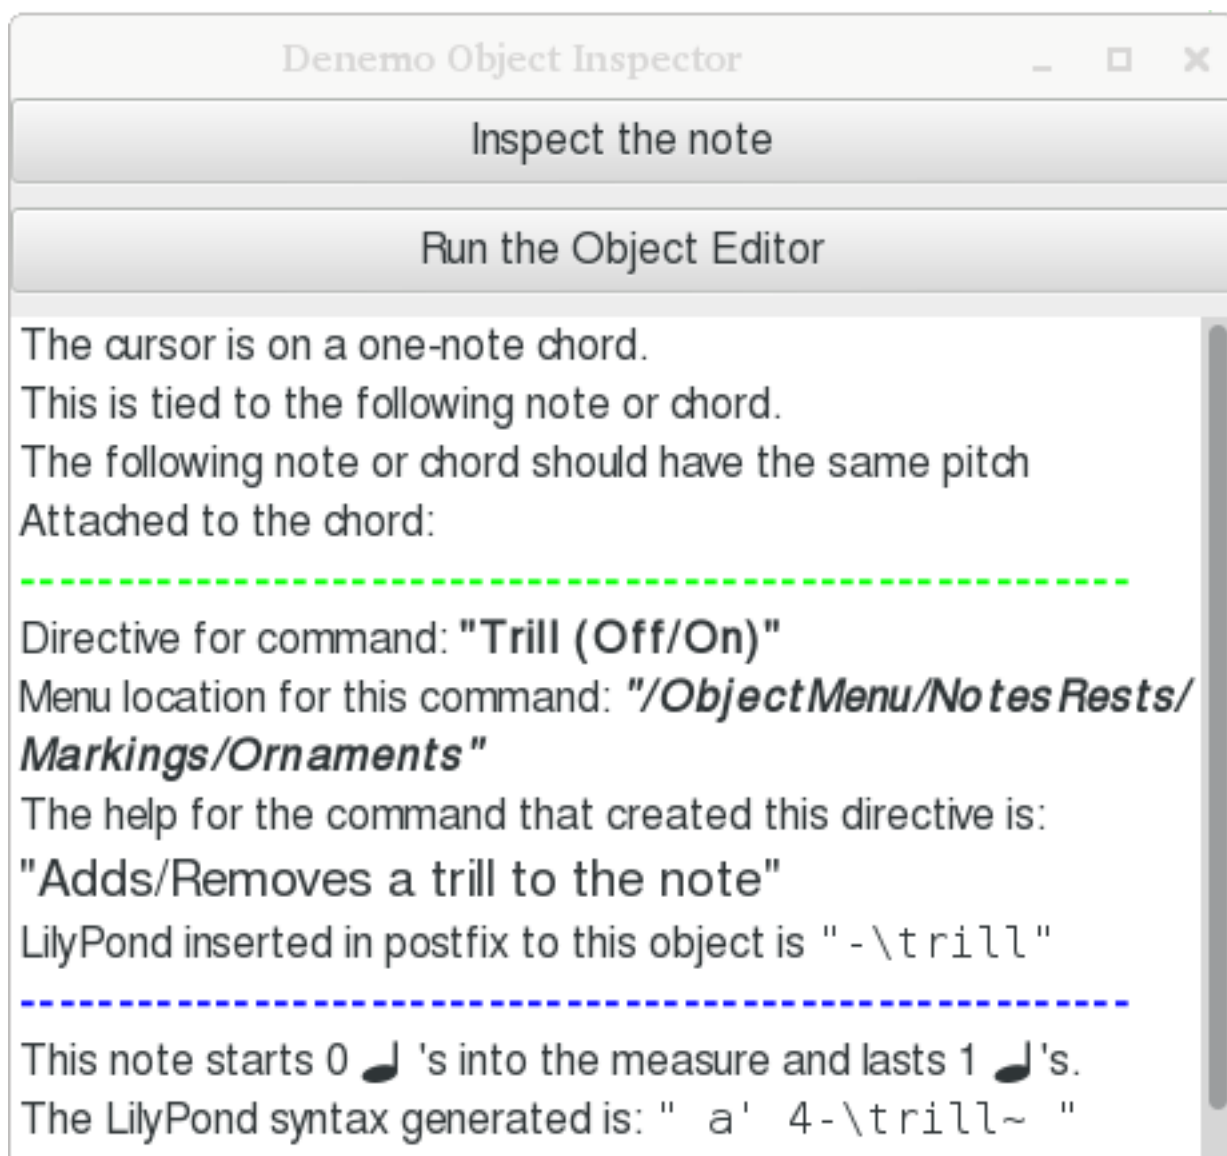 Denemo Object Inspector
Inspect the note
Run the Object Editor
The cursor is on a one-note chord.
This is tied to the following note or chord.
The following note or chord should have the same pitch
Attached to the chord:
--------------------------------------------------------
Directive for command: "Trill (Off/On)"
Menu location for this command: "/ObjectMenu/NotesRests/
Markings/Ornaments"
The help for the command that created this directive is:
"Adds/Removes a trill to the note"
LilyPond inserted in postfix to this object is "-\trill"
--------------------------------------------------------
This note starts 0 ♩ 's into the measure and lasts 1 ♩'s.
The LilyPond syntax generated is: " a' 4-\trill~ "